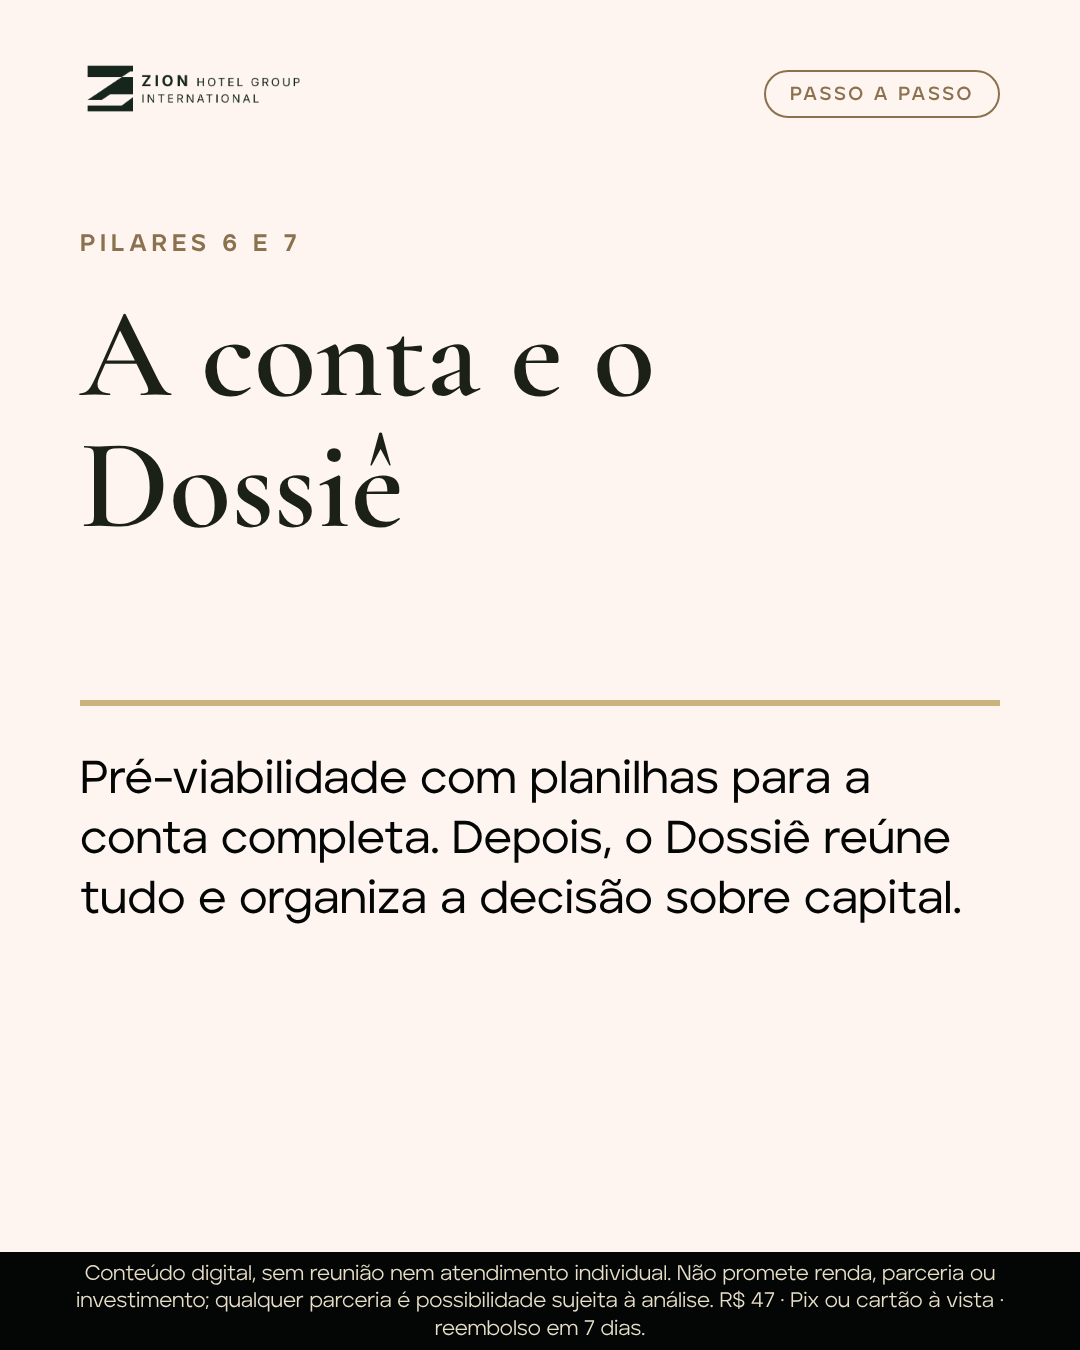 ZION HOTEL GROUP
INTERNATIONAL
PASSO A PASSO
PILARES 6 E 7
A conta e o
Dossiê
Pré-viabilidade com planilhas para a
conta completa. Depois, o Dossiê reúne
tudo e organiza a decisão sobre capital.
Conteúdo digital, sem reunião nem atendimento individual. Não promete renda, parceria ou
investimento; qualquer parceria é possibilidade sujeita à análise. R$ 47 · Pix ou cartão à vista ·
reembolso em 7 dias.